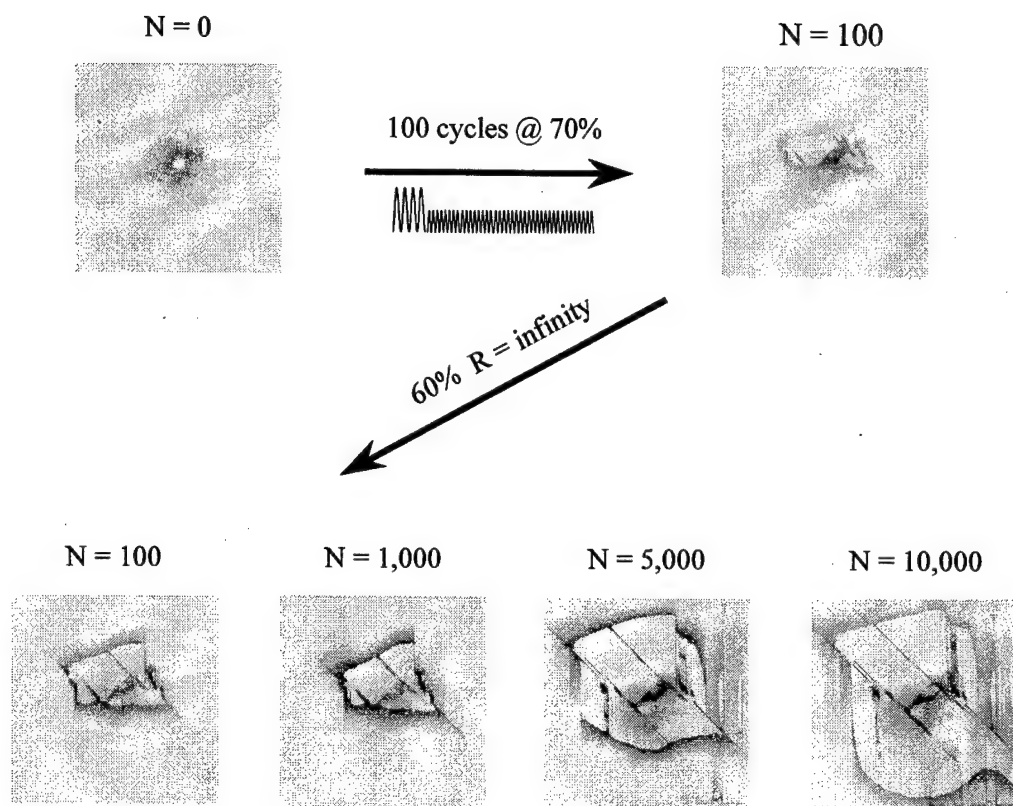 N = 0
N = 100
100 cycles @ 70%
60% R = infinity
N = 100
N = 1,000
N = 5,000
N = 10,000